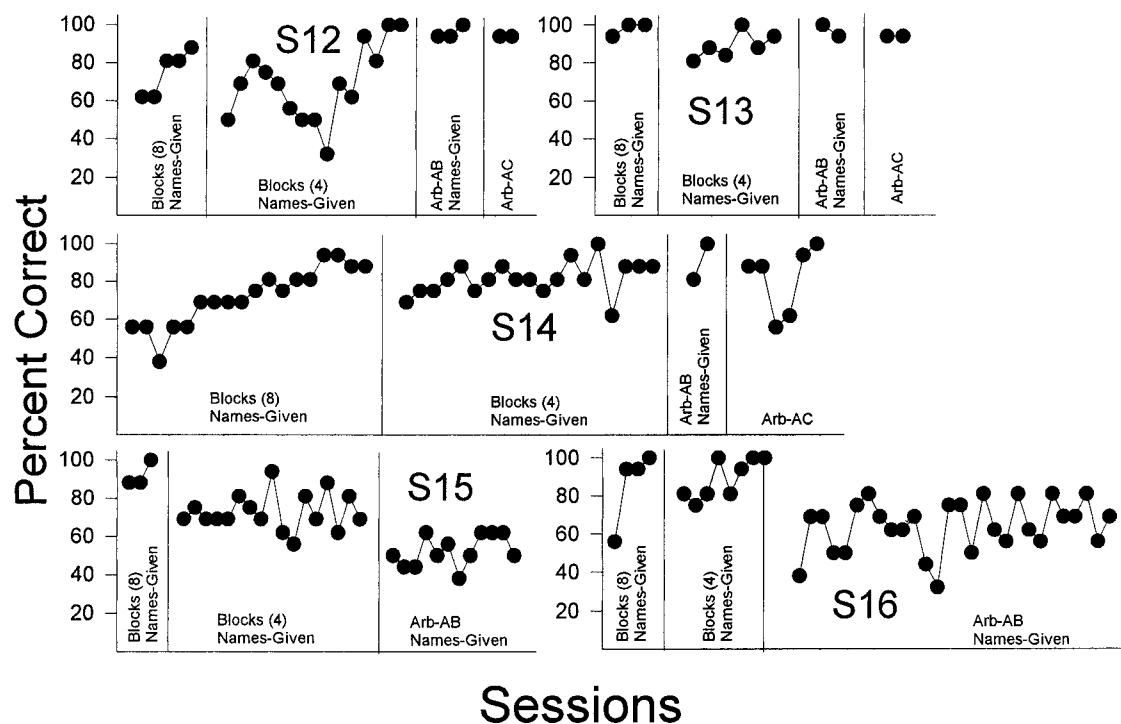 Percent Correct
100
80
60
40
20
S12
Blocks (8)
Names-Given
Blocks (4)
Names-Given
Arb-AB
Names-Given
Arb-AC
100
80
60
40
20
S13
Blocks (8)
Names-Given
Blocks (4)
Names-Given
Arb-AB
Names-Given
Arb-AC
100
80
60
40
20
S14
Blocks (8)
Names-Given
Blocks (4)
Names-Given
Arb-AB
Names-Given
Arb-AC
100
80
60
40
20
S15
Blocks (8)
Names-Given
Blocks (4)
Names-Given
Arb-AB
Names-Given
100
80
60
40
20
S16
Blocks (8)
Names-Given
Blocks (4)
Names-Given
Arb-AB
Names-Given
Sessions